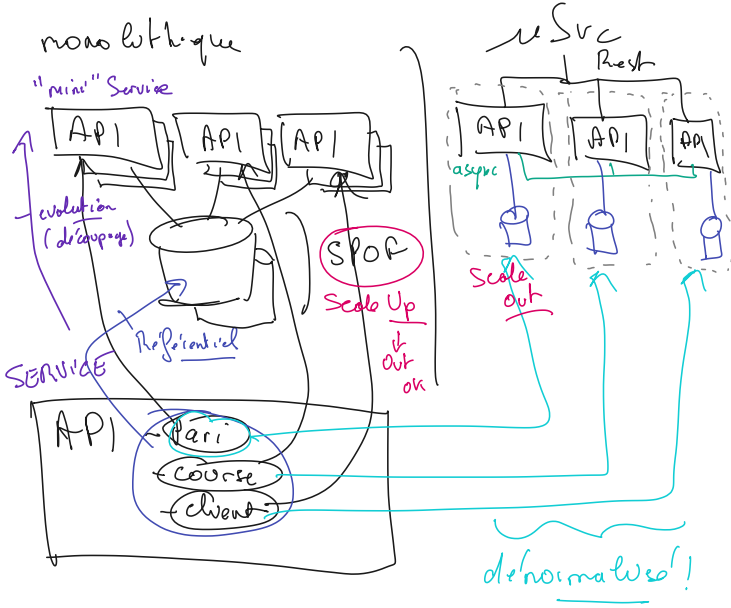 monolithique
"mini" Service
API
API
API
evolution
(découpage)
SPOF
Scale Up
Out
OK
Référentiel
SERVICE
API
- Pari
- course
- client
µSvc
Rest
API
API
API
async
Scale
Out
dénormalisé !